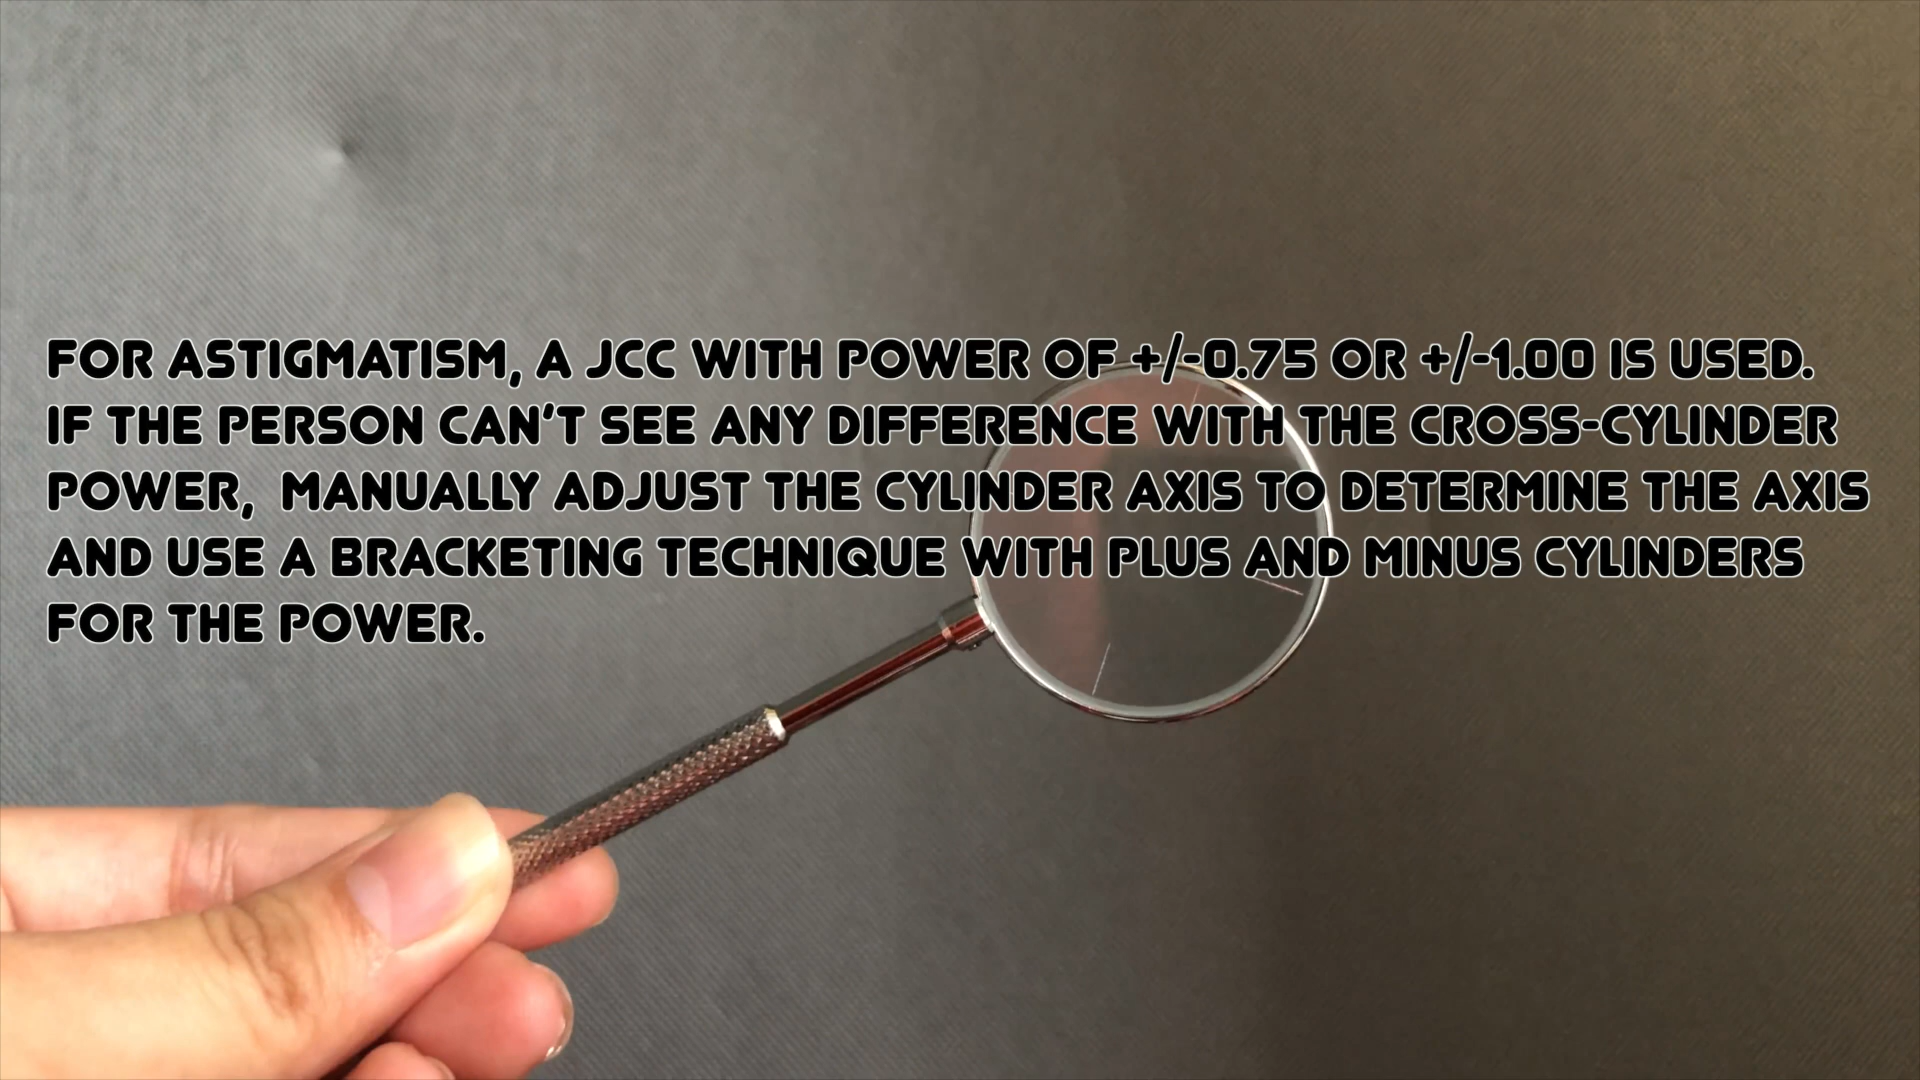 FOR ASTIGMATISM, A JCC WITH POWER OF +/-0.75 OR +/-1.00 IS USED.
IF THE PERSON CAN'T SEE ANY DIFFERENCE WITH THE CROSS-CYLINDER
POWER, MANUALLY ADJUST THE CYLINDER AXIS TO DETERMINE THE AXIS
AND USE A BRACKETING TECHNIQUE WITH PLUS AND MINUS CYLINDERS
FOR THE POWER.